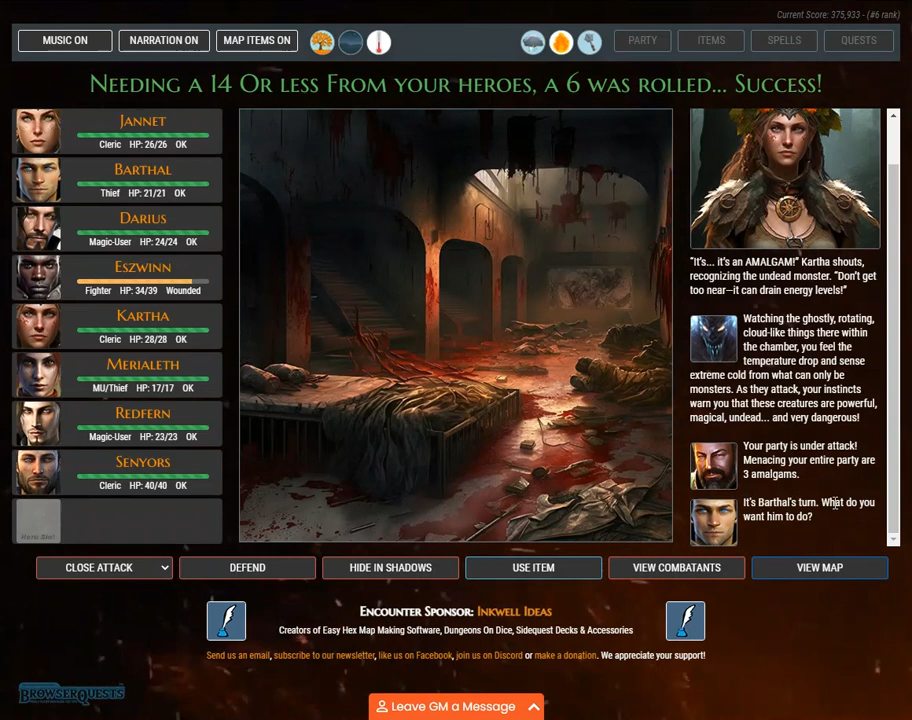 Current Score: 375,933 - (#6 rank)
MUSIC ON
NARRATION ON
MAP ITEMS ON
PARTY
ITEMS
SPELLS
QUESTS
Needing a 14 Or less From your heroes, a 6 was rolled... Success!
Jannet
Cleric HP: 26/26 OK
Barthal
Thief HP: 21/21 OK
Darius
Magic-User HP: 24/24 OK
Eszwinn
Fighter HP: 34/39 Wounded
Kartha
Cleric HP: 28/28 OK
Merialeth
MU/Thief HP: 17/17 OK
Redfern
Magic-User HP: 23/23 OK
Senyors
Cleric HP: 40/40 OK
Hero Die!
"It's... it's an AMALGAM!" Kartha shouts,
recognizing the undead monster. "Don't get
too near—it can drain energy levels!"
Watching the ghostly, rotating,
cloud-like things there within
the chamber, you feel the
temperature drop and sense
extreme cold from what can only be
monsters. As they attack, your instincts
warn you that these creatures are powerful,
magical, undead... and very dangerous!
Your party is under attack!
Menacing your entire party are
3 amalgams.
It's Barthal's turn. What do you
want him to do?
CLOSE ATTACK
DEFEND
HIDE IN SHADOWS
USE ITEM
VIEW COMBATANTS
VIEW MAP
Encounter Sponsor: Inkwell Ideas
Creators of Easy Hex Map Making Software, Dungeons On Dice, Sidequest Decks & Accessories
Send us an email, subscribe to our newsletter, like us on Facebook, join us on Discord or make a donation. We appreciate your support!
BrowserQuests
Leave GM a Message